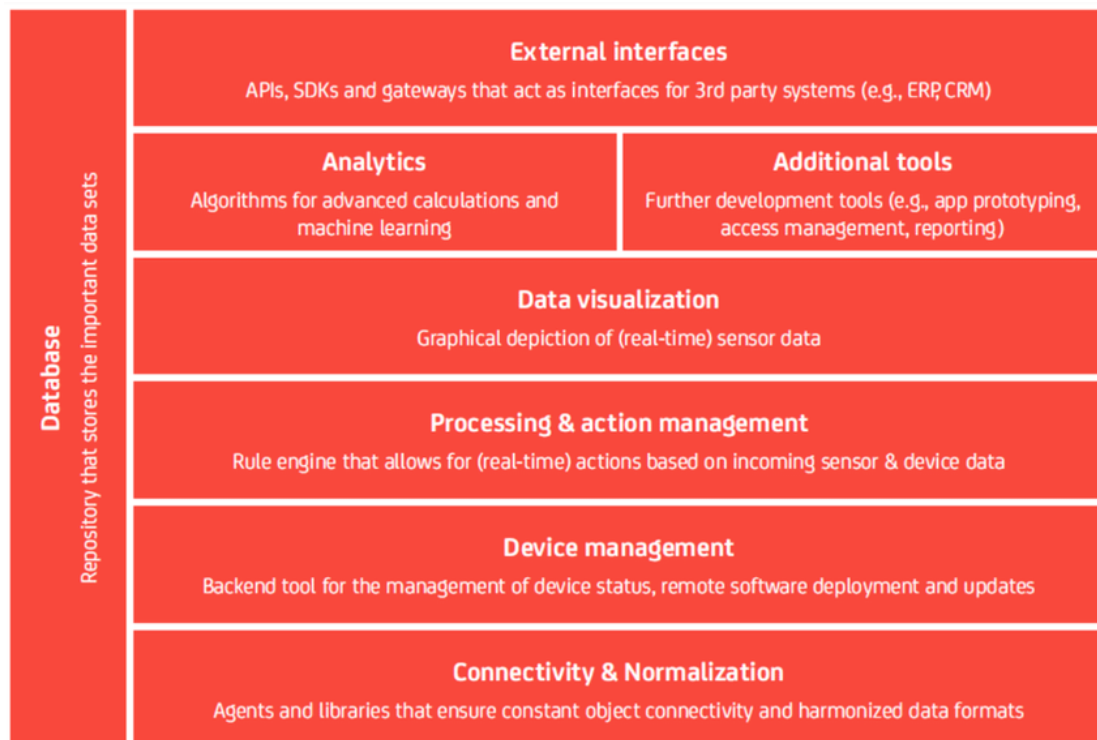 Database
Repository that stores the important data sets
External interfaces
APIs, SDKs and gateways that act as interfaces for 3rd party systems (e.g., ERP, CRM)
Analytics
Algorithms for advanced calculations and
machine learning
Additional tools
Further development tools (e.g., app prototyping,
access management, reporting)
Data visualization
Graphical depiction of (real-time) sensor data
Processing & action management
Rule engine that allows for (real-time) actions based on incoming sensor & device data
Device management
Backend tool for the management of device status, remote software deployment and updates
Connectivity & Normalization
Agents and libraries that ensure constant object connectivity and harmonized data formats